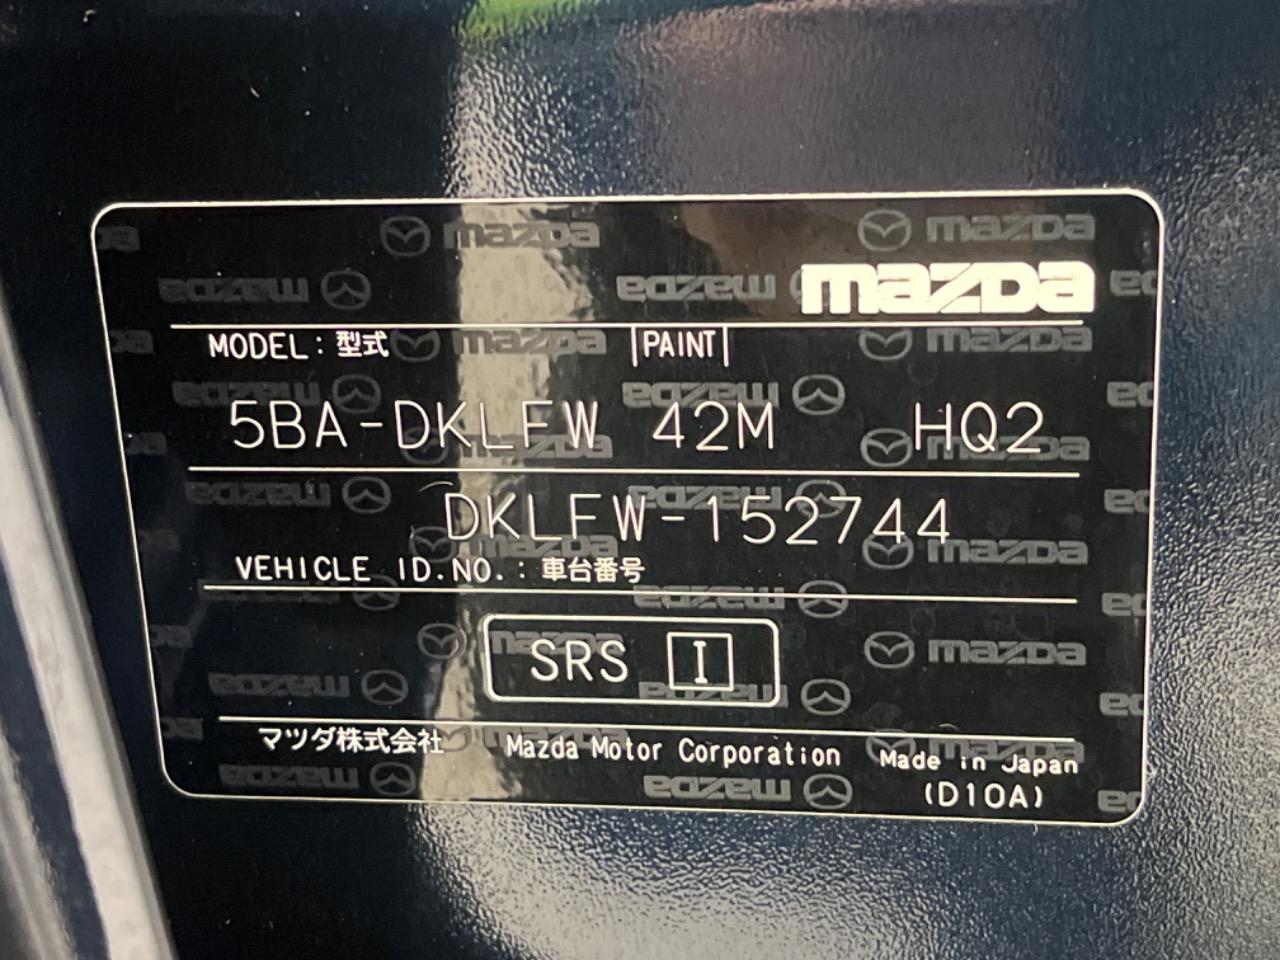 mazda
MODEL：型式 |PAINT|
5BA-DKLFW 42M HQ2
DKLFW-152744
VEHICLE ID.NO.：車台番号
SRS I
マツダ株式会社 Mazda Motor Corporation Made in Japan
(D10A)